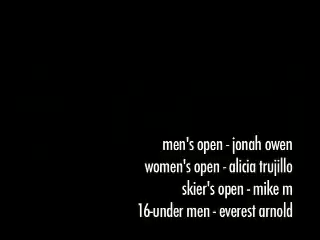 men's open - jonah owen
women's open - alicia trujillo
skier's open - mike m
16-under men - everest arnold